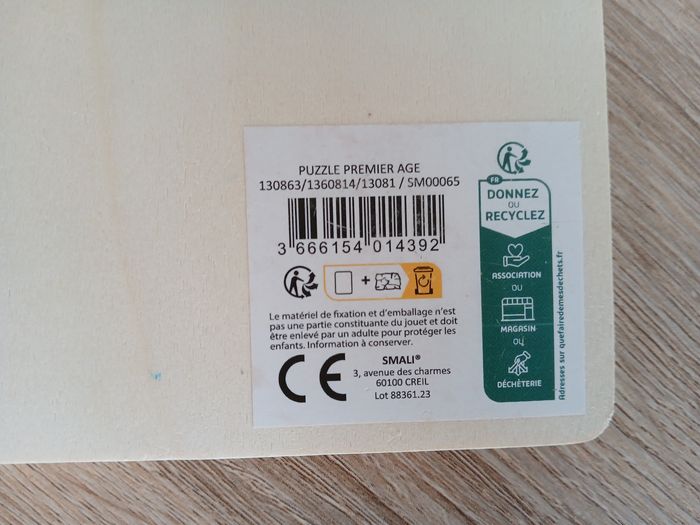 PUZZLE PREMIER AGE
130863/1360814/13081 / SM00065
3 666154 014392
Le matériel de fixation et d'emballage n'est
pas une partie constituante du jouet et doit
être enlevé par un adulte pour protéger les
enfants. Information à conserver.
CE
SMALI®
3, avenue des charmes
60100 CREIL
Lot 88361.23
FR
DONNEZ
OU
RECYCLEZ
ASSOCIATION
OU
MAGASIN
OU
DÉCHÈTERIE
Adresses sur quefairedemesdechets.fr